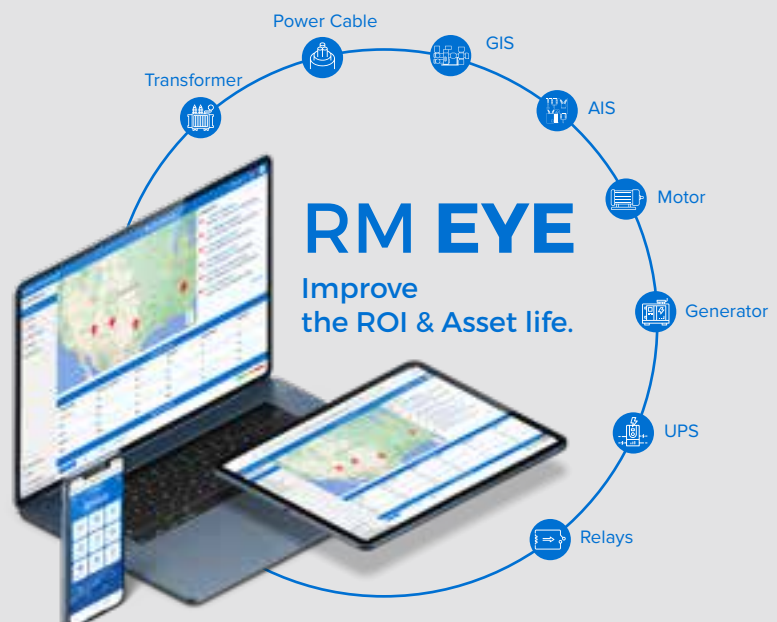 Power Cable
GIS
Transformer
AIS
Motor
RM EYE
Improve
the ROI & Asset life.
Generator
UPS
Relays